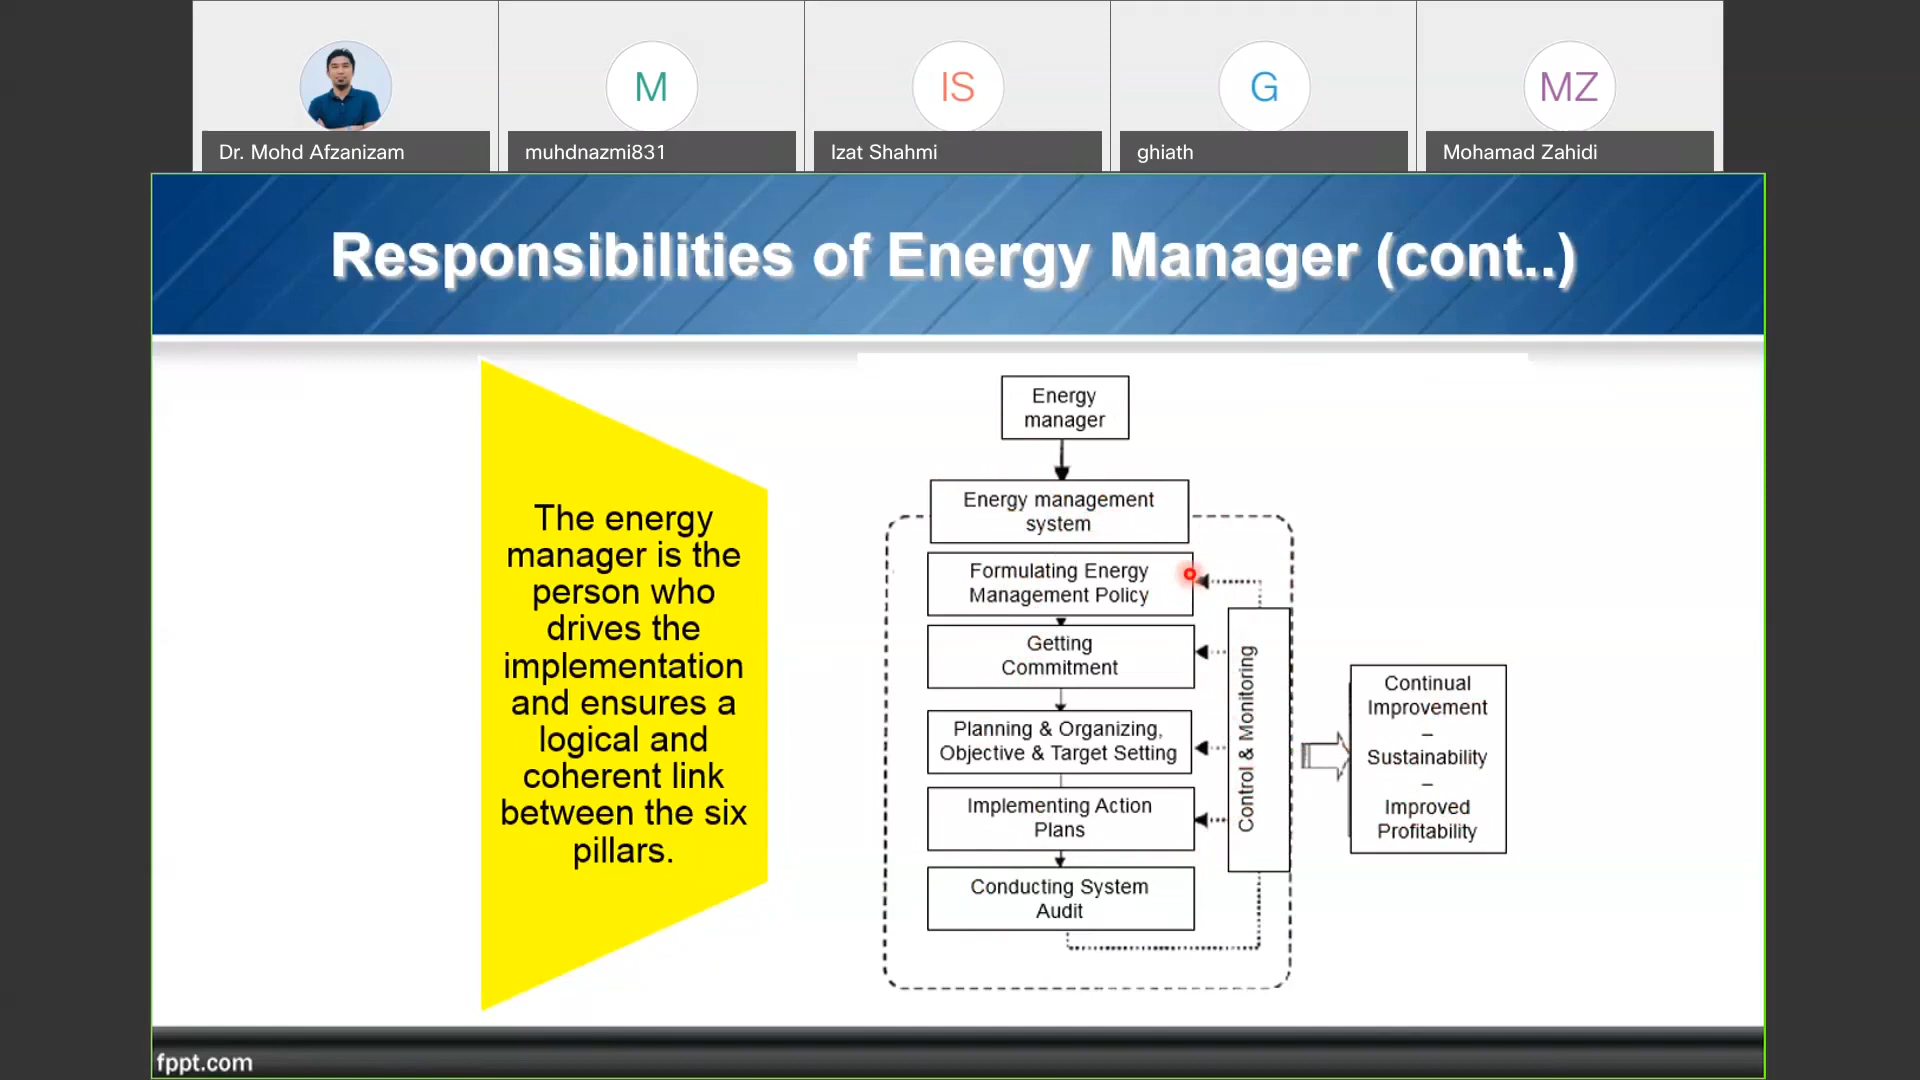 M
IS
G
MZ
Dr. Mohd Afzanizam
muhdnazmi831
Izat Shahmi
ghiath
Mohamad Zahidi
Responsibilities of Energy Manager (cont..)
The energy
manager is the
person who
drives the
implementation
and ensures a
logical and
coherent link
between the six
pillars.
Energy
manager
Energy management
system
Formulating Energy
Management Policy
Getting
Commitment
Planning & Organizing,
Objective & Target Setting
Implementing Action
Plans
Conducting System
Audit
Control & Monitoring
Continual
Improvement
–
Sustainability
–
Improved
Profitability
fppt.com